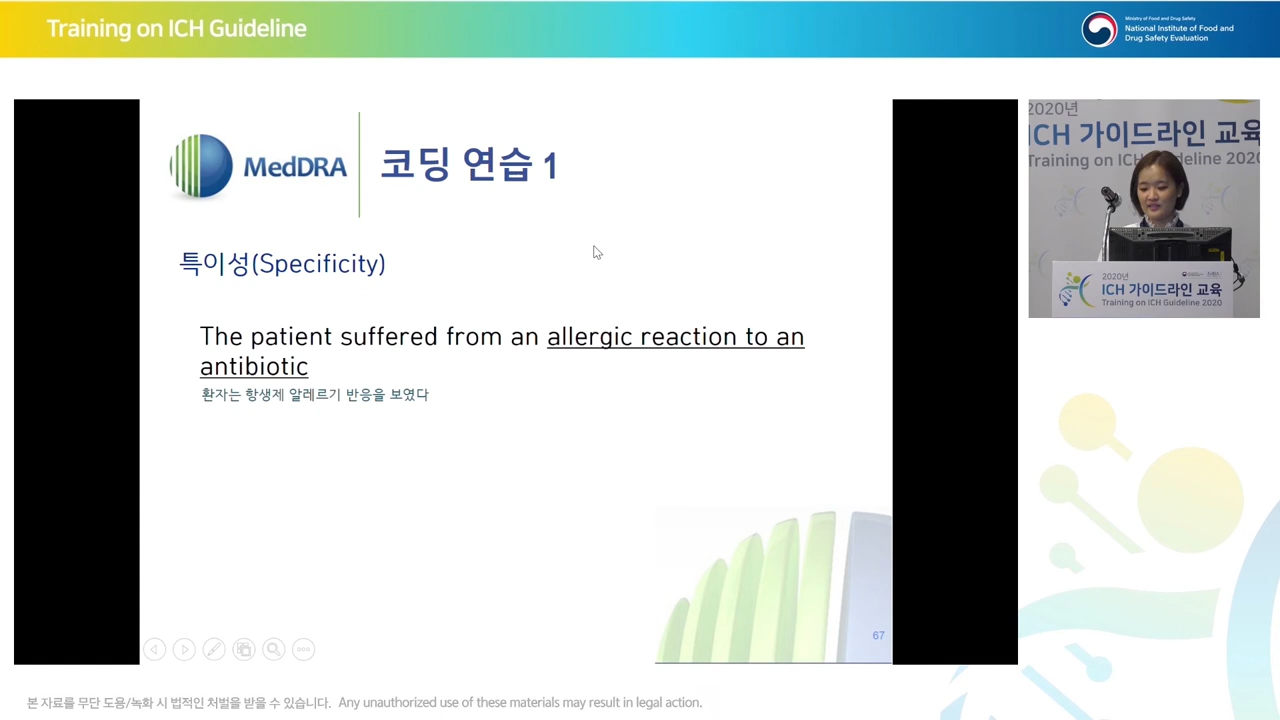 Training on ICH Guideline
Ministry of Food and Drug Safety
National Institute of Food and
Drug Safety Evaluation
MedDRA
코딩 연습 1
특이성(Specificity)
The patient suffered from an allergic reaction to an
antibiotic
환자는 항생제 알레르기 반응을 보였다
67
2020년
ICH 가이드라인 교육
Training on ICH Guideline 2020
2020년
ICH 가이드라인 교육
Training on ICH Guideline 2020
본 자료를 무단 도용/녹화 시 법적인 처벌을 받을 수 있습니다. Any unauthorized use of these materials may result in legal action.